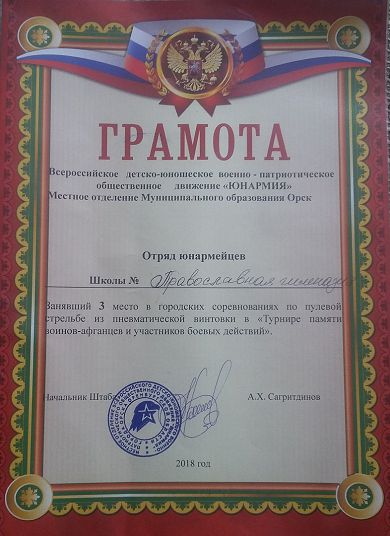 ГРАМОТА
Всероссийское детско-юношеское военно - патриотическое
общественное движение «ЮНАРМИЯ»
Местное отделение Муниципального образования Орск
Отряд юнармейцев
Школы № Православная гимназия
Занявший 3 место в городских соревнованиях по пулевой
стрельбе из пневматической винтовки в «Турнире памяти
воинов-афганцев и участников боевых действий».
Начальник Штаба А.Х. Сагритдинов
2018 год